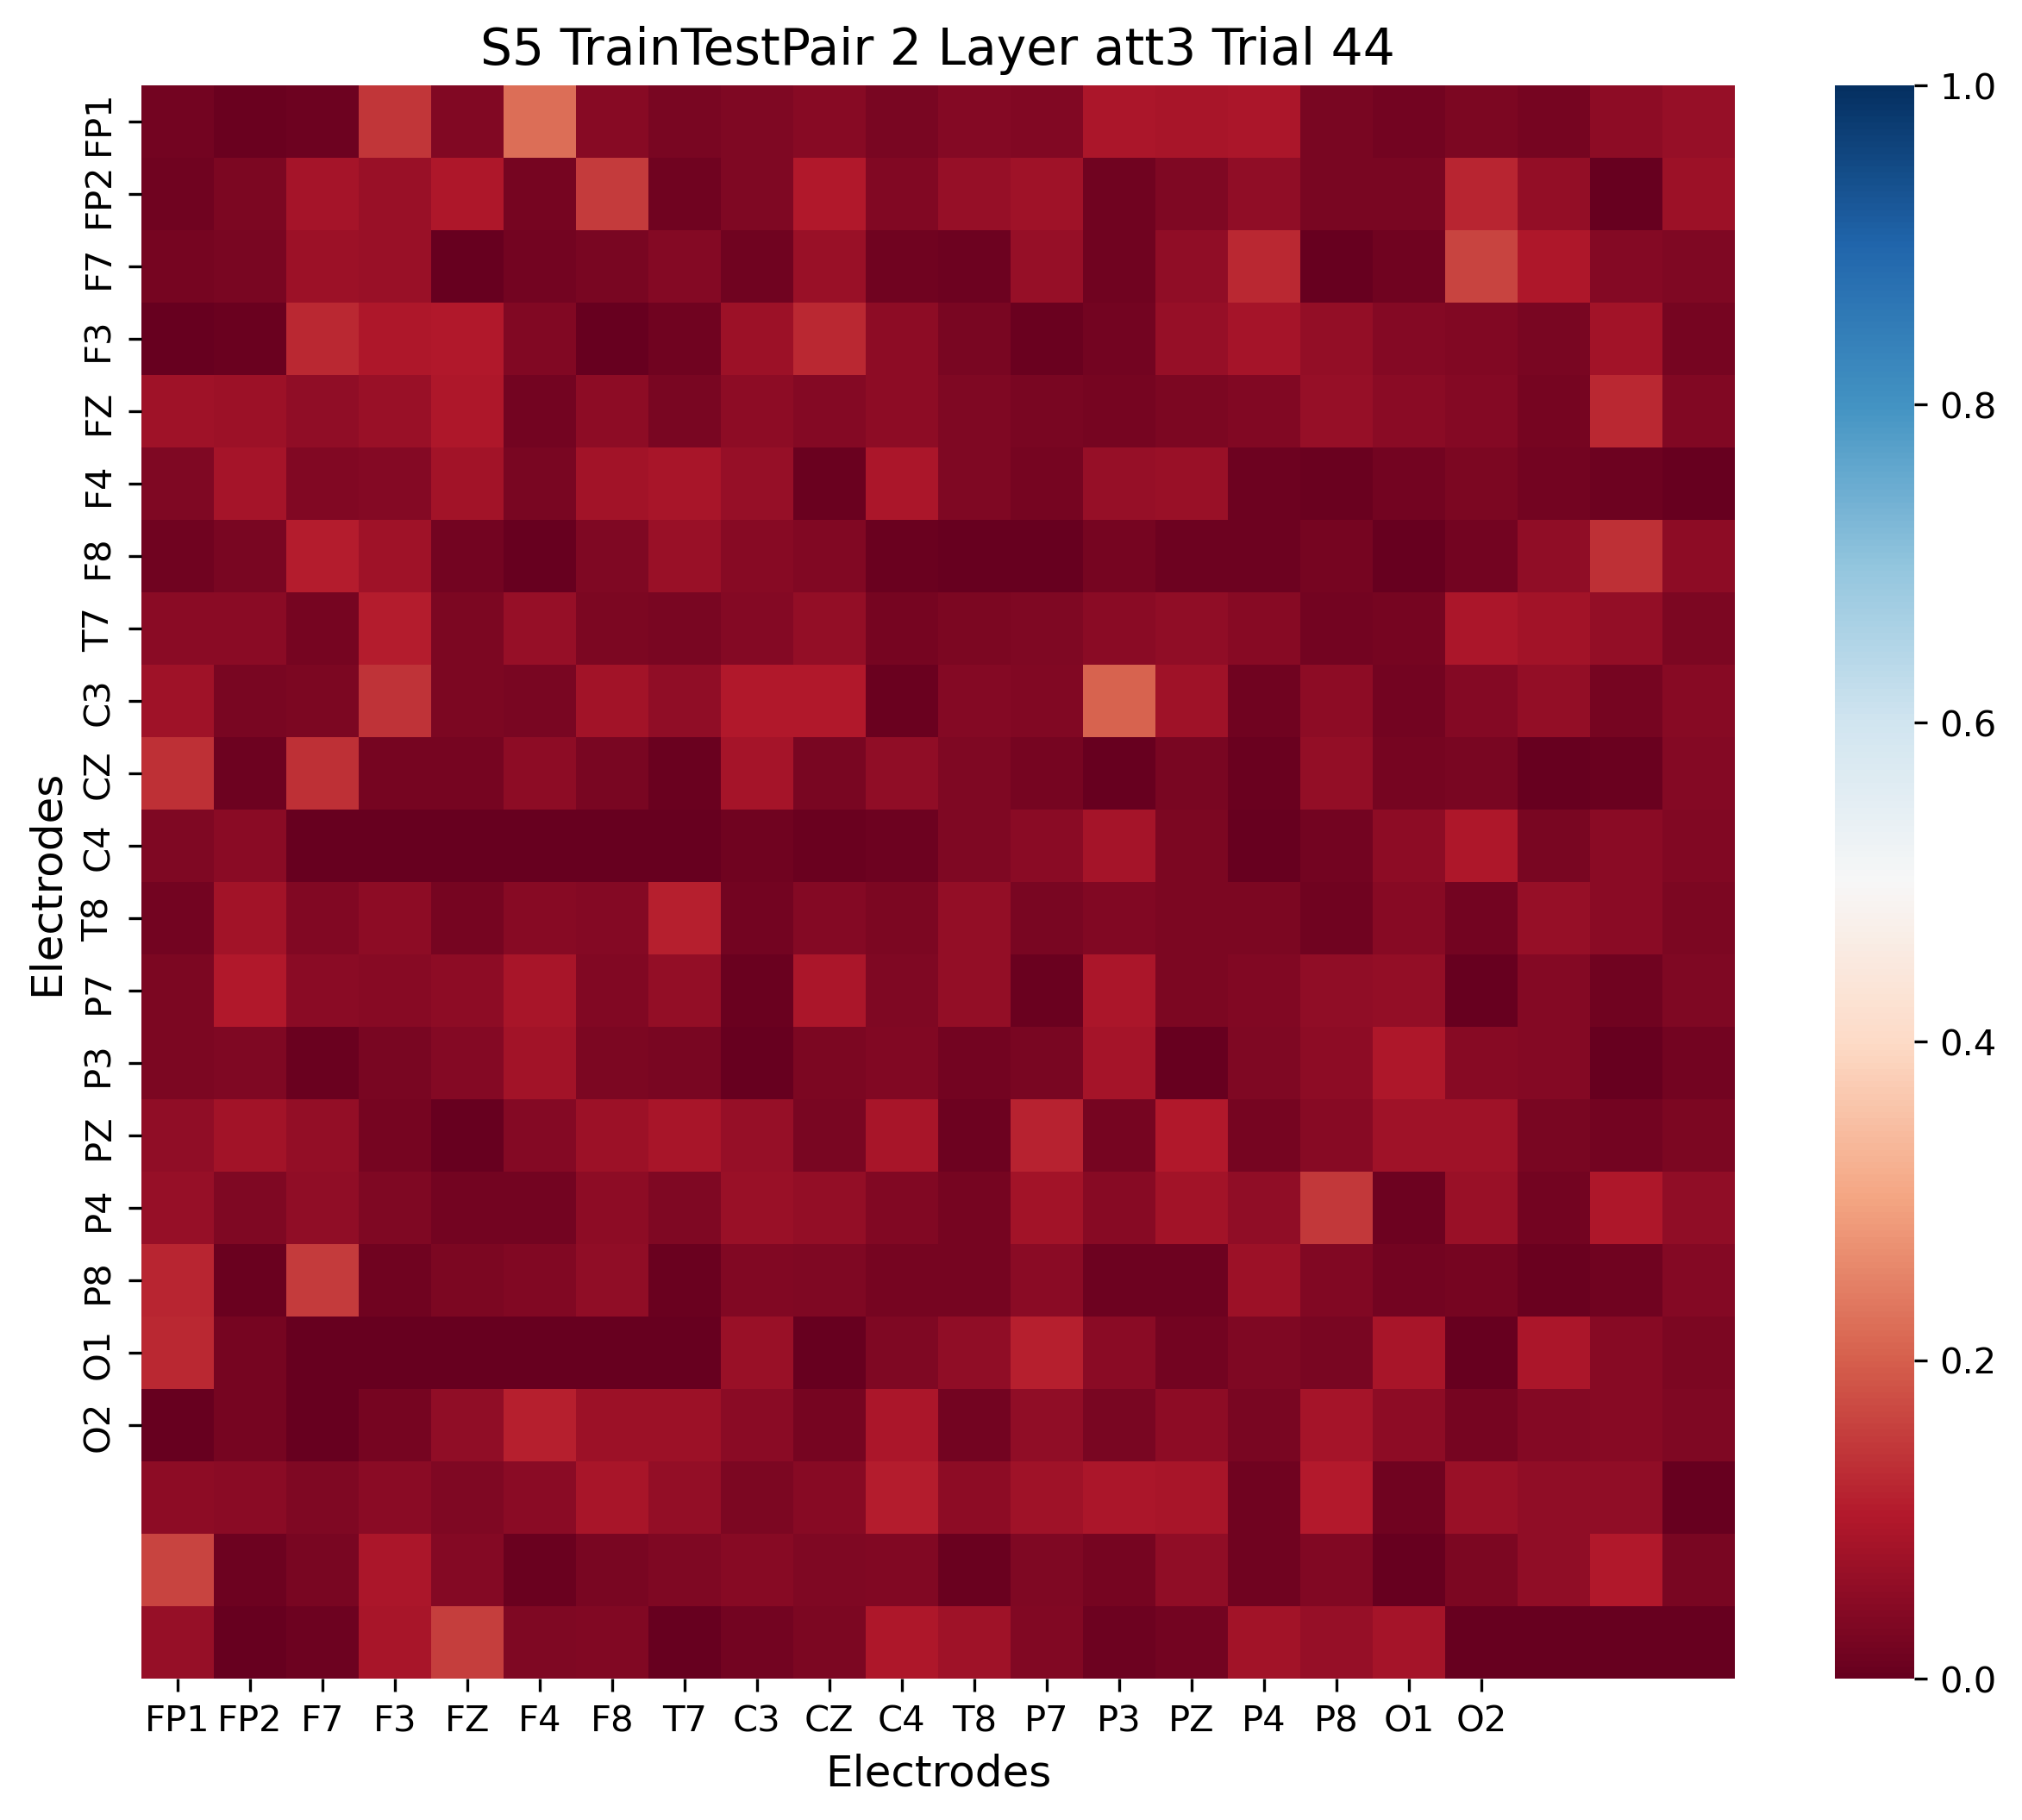 S5 TrainTestPair 2 Layer att3 Trial 44
Electrodes
FP1
FP2
F7
F3
FZ
F4
F8
T7
C3
CZ
C4
T8
P7
P3
PZ
P4
P8
O1
O2
1.0
0.8
0.6
0.4
0.2
0.0
FP1 FP2 F7 F3 FZ F4 F8 T7 C3 CZ C4 T8 P7 P3 PZ P4 P8 O1 O2
Electrodes